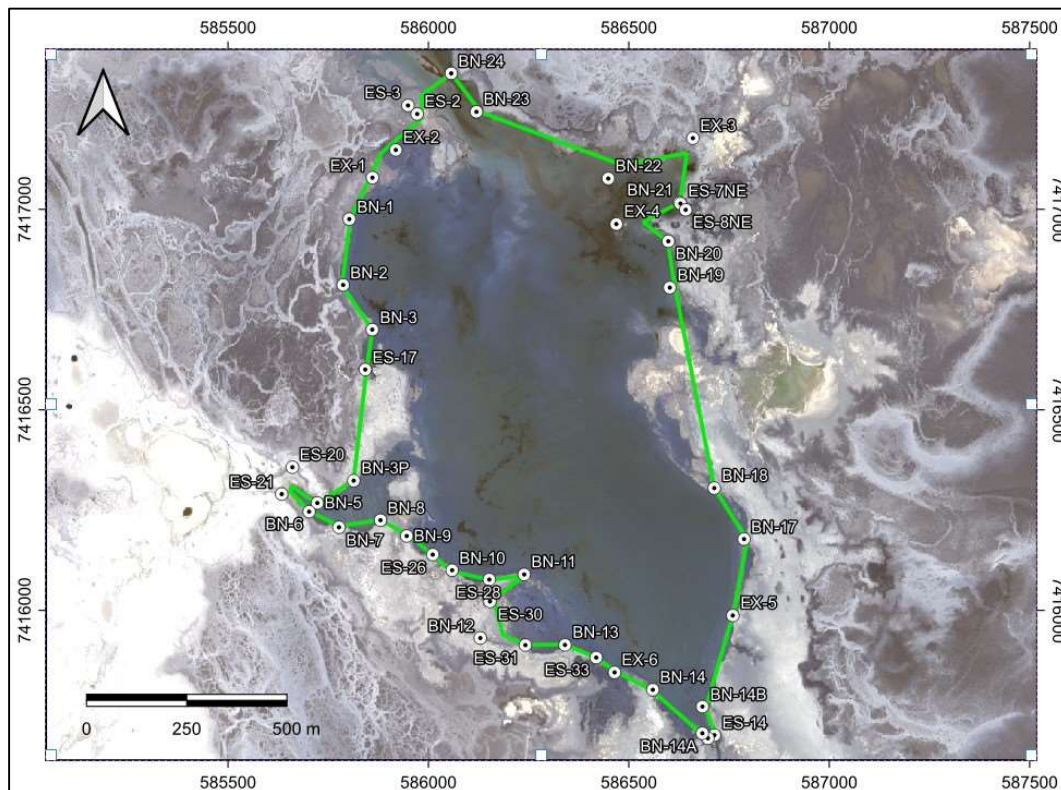 585500 586000 586500 587000 587500
BN-24
ES-3
ES-2
BN-23
EX-2
EX-3
EX-1
BN-22
BN-21
ES-7NE
7417000
7417000
BN-1
EX-4
ES-8NE
BN-20
BN-2
BN-19
BN-3
ES-17
7416500
7416500
ES-20
BN-3P
BN-18
ES-21
BN-5
BN-8
BN-6
BN-7
BN-9
BN-17
ES-26
BN-10
BN-11
ES-28
7416000
7416000
ES-30
EX-5
BN-12
BN-13
ES-31
ES-33
EX-6
BN-14
BN-14B
ES-14
BN-14A
0 250 500 m
585500 586000 586500 587000 587500